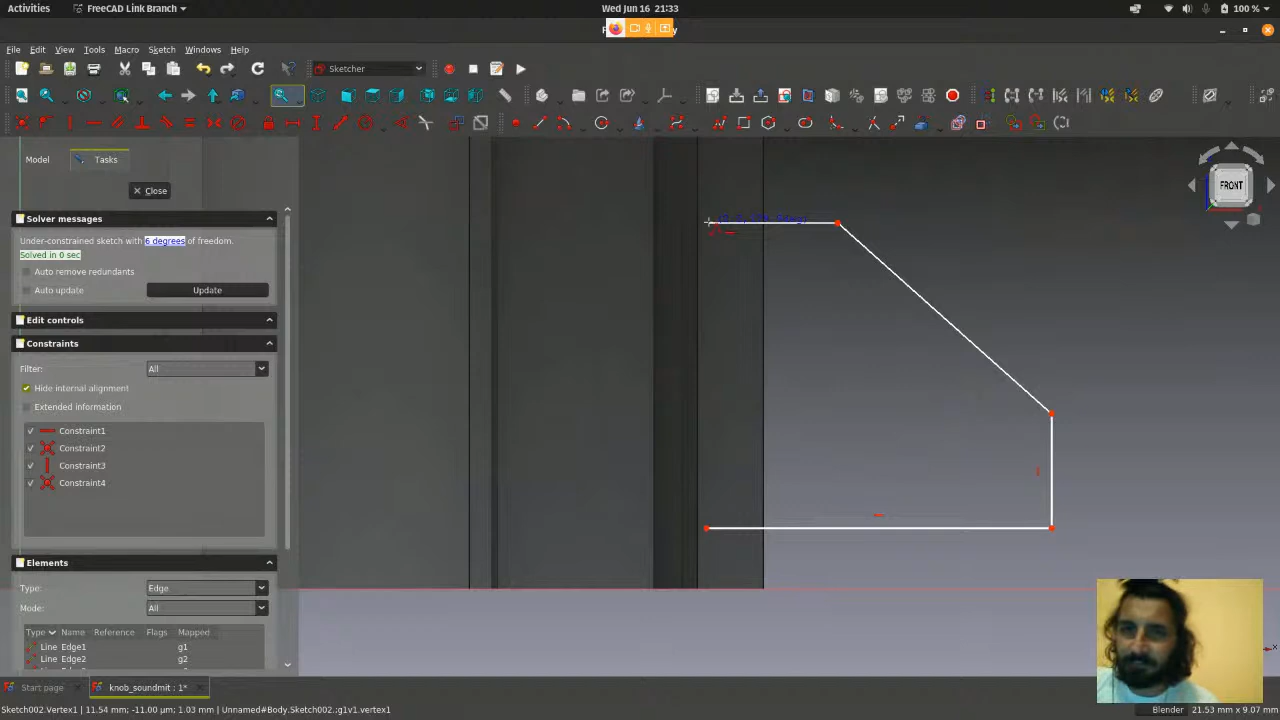 Activities
FreeCAD Link Branch
Wed Jun 16 21:33
100 %
File Edit View Tools Macro Sketch Windows Help
Sketcher
Model
Tasks
Close
Solver messages
Under-constrained sketch with 6 degrees of freedom.
Solved in 0 sec
Auto remove redundants
Auto update
Update
Edit controls
Constraints
Filter:
All
Hide internal alignment
Extended information
Constraint1
Constraint2
Constraint3
Constraint4
Elements
Type:
Edge
Mode:
All
Type Name Reference Flags Mapped
Line Edge1 g1
Line Edge2 g2
FRONT
X
Start page
knob_soundmit : 1*
Sketch002.Vertex1 | 11.54 mm; -11.00 µm; 1.03 mm | Unnamed#Body.Sketch002.;g1v1.vertex1
Blender
21.53 mm x 9.07 mm